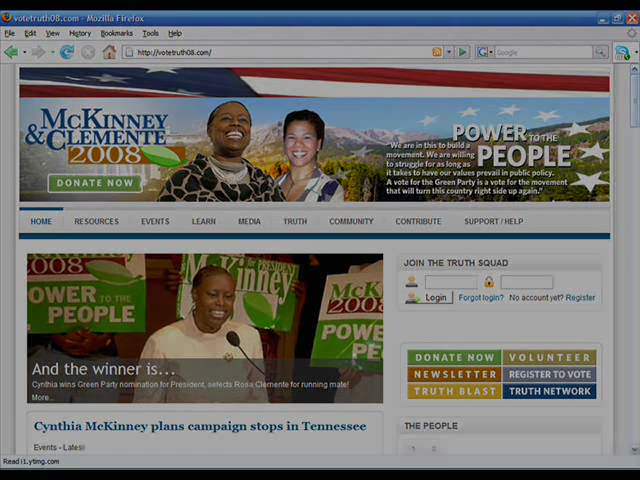 votetruth08.com - Mozilla Firefox
File Edit View History Bookmarks Tools Help
http://votetruth08.com/
Google
McKinney
& Clemente
2008
DONATE NOW
POWER TO THE
PEOPLE
"We are in this to build a
movement. We are willing
to struggle for as long as
it takes to have our values prevail in public policy.
A vote for the Green Party is a vote for the movement
that will turn this country right side up again."
HOME RESOURCES EVENTS LEARN MEDIA TRUTH COMMUNITY CONTRIBUTE SUPPORT / HELP
2008
POWER TO THE
PEOPLE
FOR PRESIDENT
McKinney
McK
2008
POWER
PEOP
And the winner is...
Cynthia wins Green Party nomination for President, selects Rosa Clemente for running mate!
More...
JOIN THE TRUTH SQUAD
Login Forgot login? No account yet? Register
DONATE NOW VOLUNTEER
NEWSLETTER REGISTER TO VOTE
TRUTH BLAST TRUTH NETWORK
Cynthia McKinney plans campaign stops in Tennessee
Events - Latest
THE PEOPLE
1
Read i1.ytimg.com